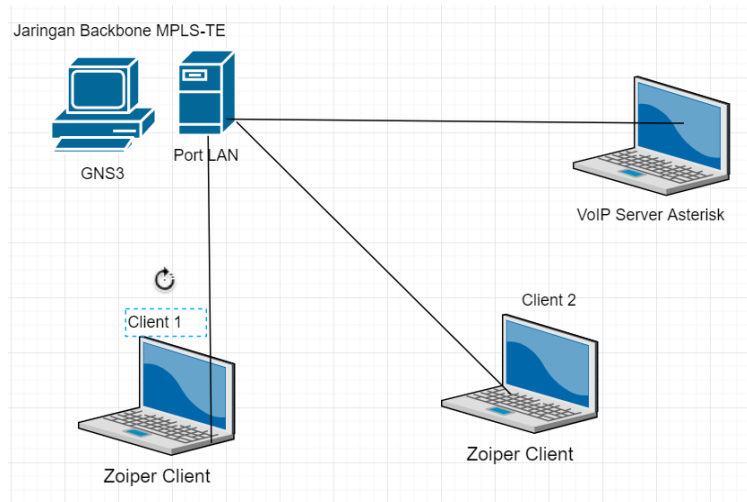 Jaringan Backbone MPLS-TE
GNS3
Port LAN
VoIP Server Asterisk
Client 1
Zoiper Client
Client 2
Zoiper Client